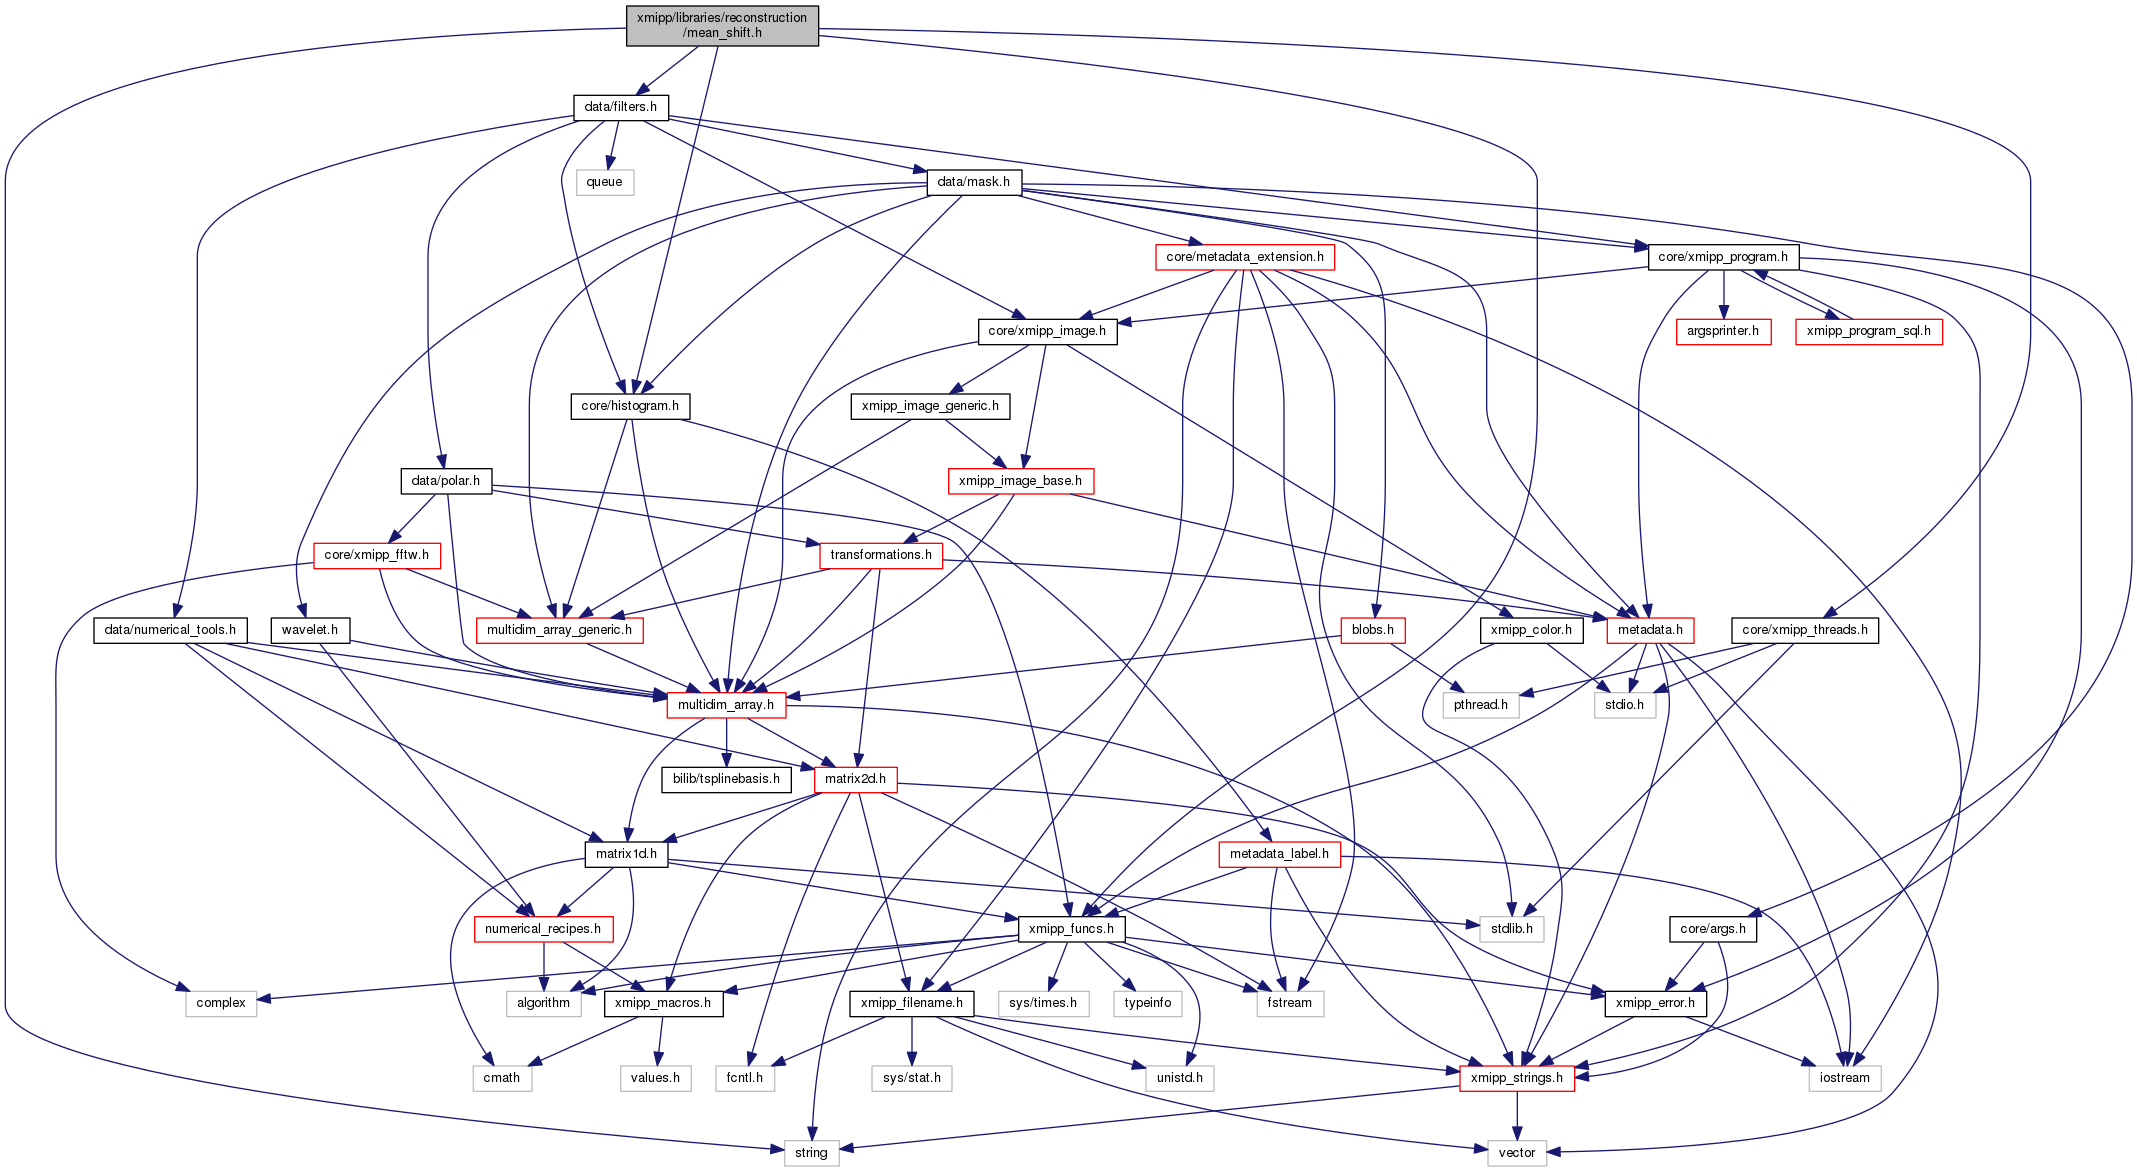 xmipp/libraries/reconstruction
/mean_shift.h
data/filters.h
queue
data/mask.h
core/metadata_extension.h
core/xmipp_program.h
core/xmipp_image.h
argsprinter.h
xmipp_program_sql.h
core/histogram.h
xmipp_image_generic.h
data/polar.h
xmipp_image_base.h
core/xmipp_fftw.h
transformations.h
data/numerical_tools.h
wavelet.h
multidim_array_generic.h
blobs.h
xmipp_color.h
metadata.h
core/xmipp_threads.h
multidim_array.h
pthread.h
stdio.h
bilib/tsplinebasis.h
matrix2d.h
matrix1d.h
metadata_label.h
numerical_recipes.h
xmipp_funcs.h
stdlib.h
core/args.h
complex
algorithm
xmipp_macros.h
xmipp_filename.h
sys/times.h
typeinfo
fstream
xmipp_error.h
cmath
values.h
fcntl.h
sys/stat.h
unistd.h
xmipp_strings.h
iostream
string
vector